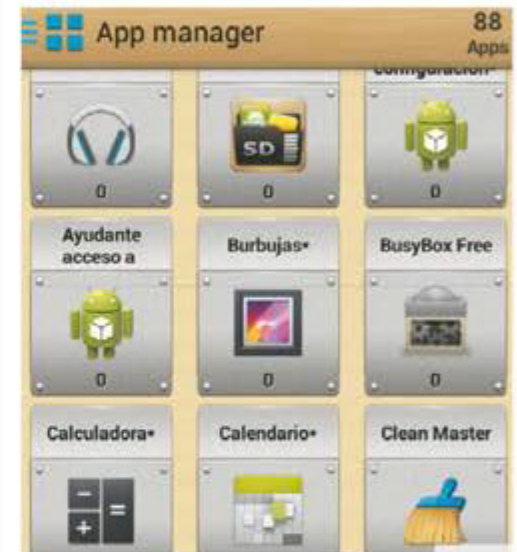 App manager
88
Apps
configuración*
SD
0
0
0
Ayudante
acceso a
Burbujas*
BusyBox Free
0
0
0
Calculadora*
Calendario*
Clean Master